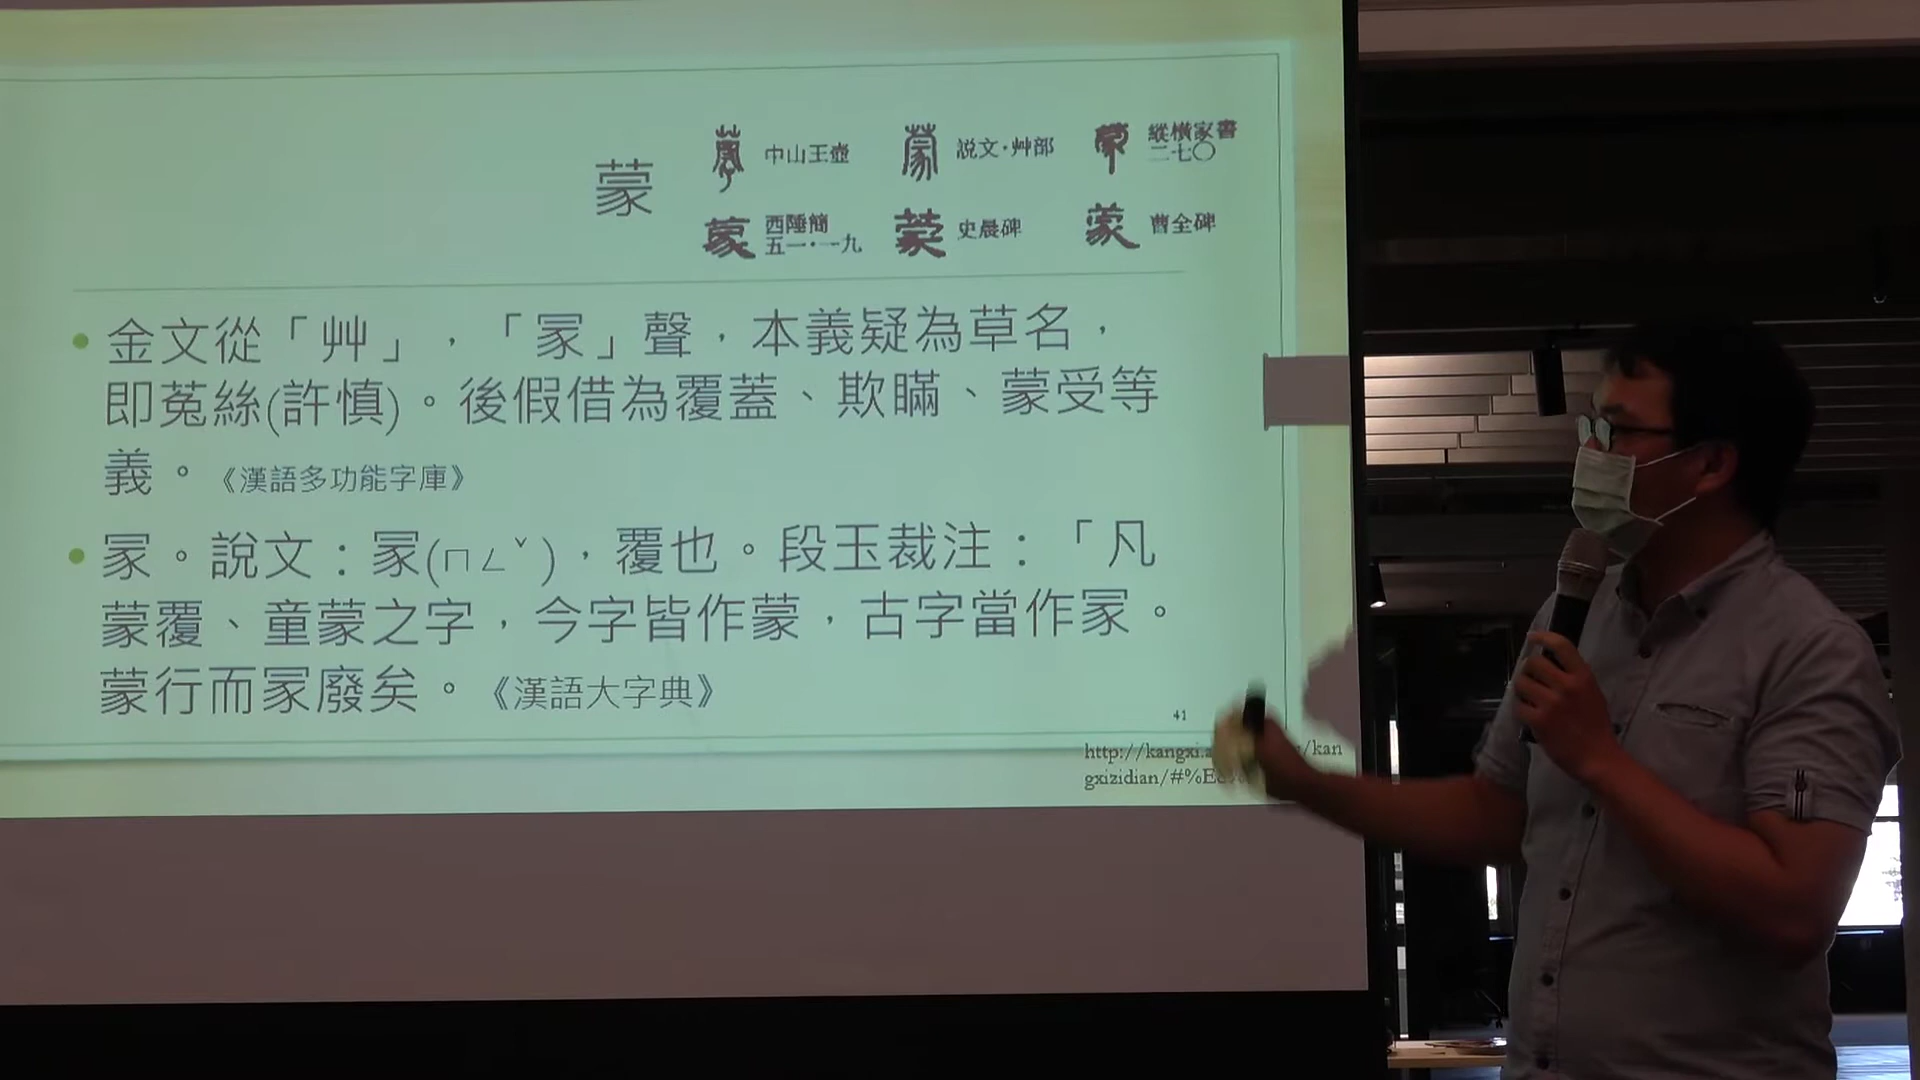 蒙
中山王壺
説文·艸部
縱橫家書
二七〇
西陲簡
五一·一九
史晨碑
曹全碑
金文從「艸」,「冡」聲,本義疑為草名,
即菟絲(許慎)。後假借為覆蓋、欺瞞、蒙受等
義。《漢語多功能字庫》
冡。說文:冡(ㄇㄥˇ),覆也。段玉裁注:「凡
蒙覆、童蒙之字,今字皆作蒙,古字當作冡。
蒙行而冡廢矣。《漢語大字典》
41
http://kangxi.a /kan
gxizidian/#%E